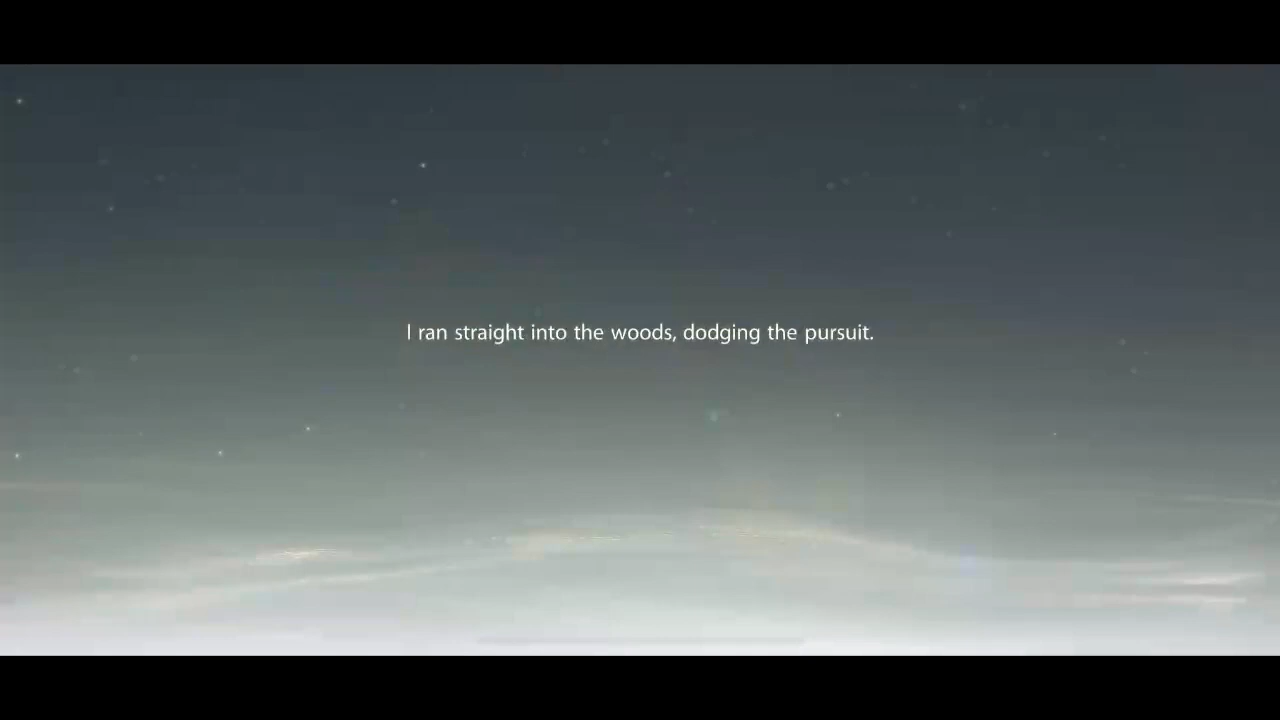 I ran straight into the woods, dodging the pursuit.